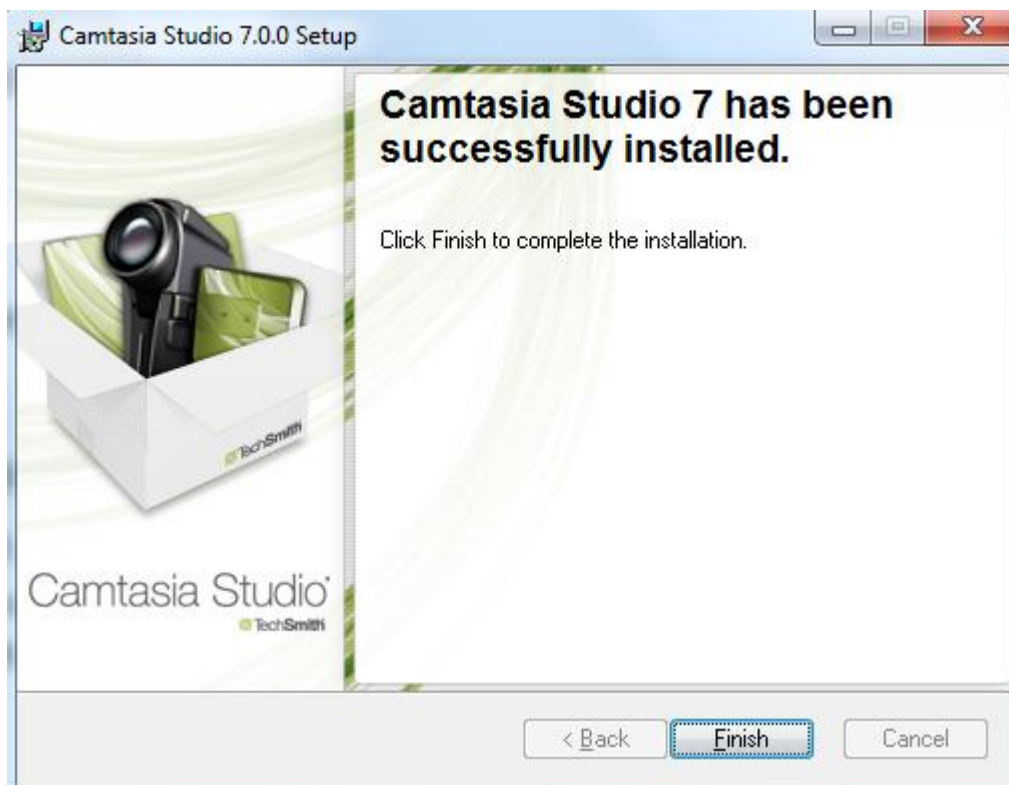 Camtasia Studio 7.0.0 Setup
Camtasia Studio 7 has been
successfully installed.
Click Finish to complete the installation.
TechSmith
Camtasia Studio
TechSmith
< Back
Finish
Cancel